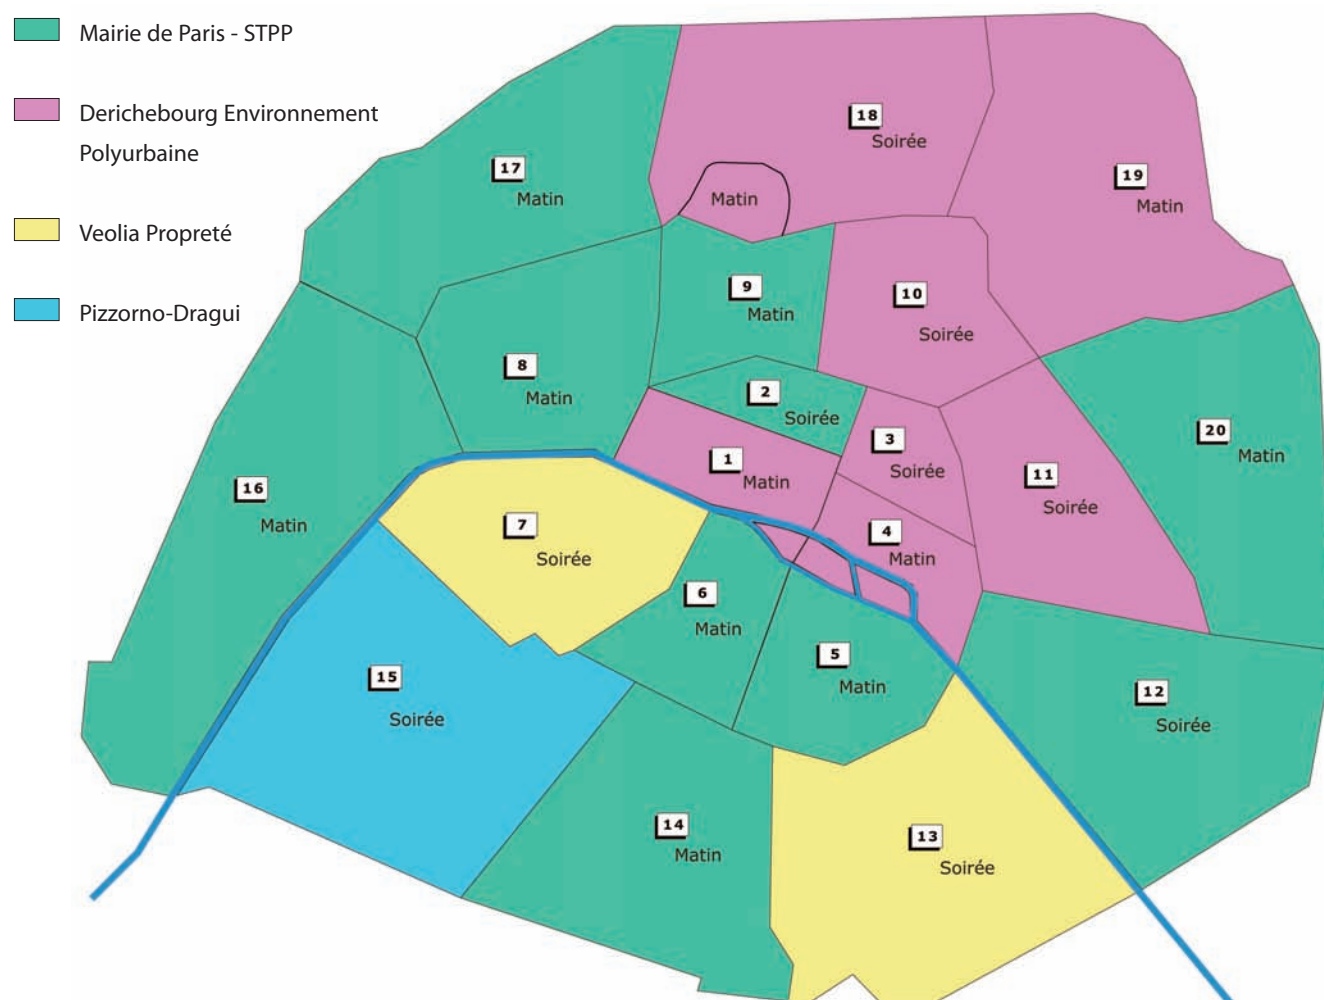 Mairie de Paris - STPP
Derichebourg Environnement
Polyurbaine
Veolia Propreté
Pizzorno-Dragui
18
Soirée
17
Matin
Matin
19
Matin
9
Matin
10
Soirée
8
Matin
2
Soirée
20
Matin
3
Soirée
1
Matin
11
Soirée
16
Matin
7
Soirée
4
Matin
6
Matin
5
Matin
15
Soirée
12
Soirée
14
Matin
13
Soirée